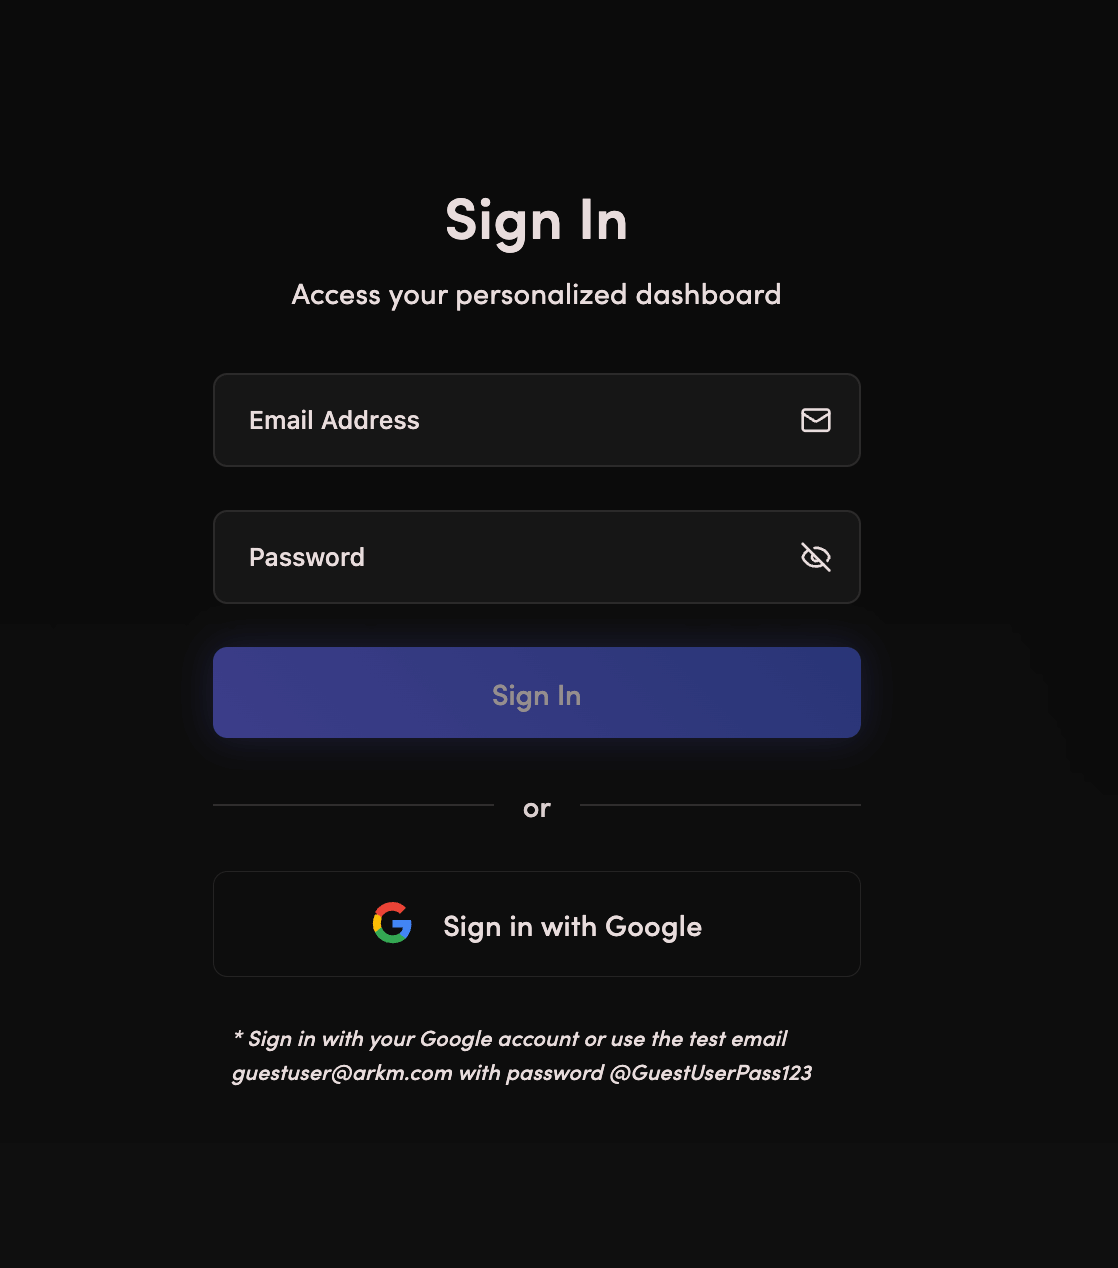 Sign In
Access your personalized dashboard
Email Address
Password
Sign In
or
Sign in with Google
* Sign in with your Google account or use the test email
guestuser@arkm.com with password @GuestUserPass123